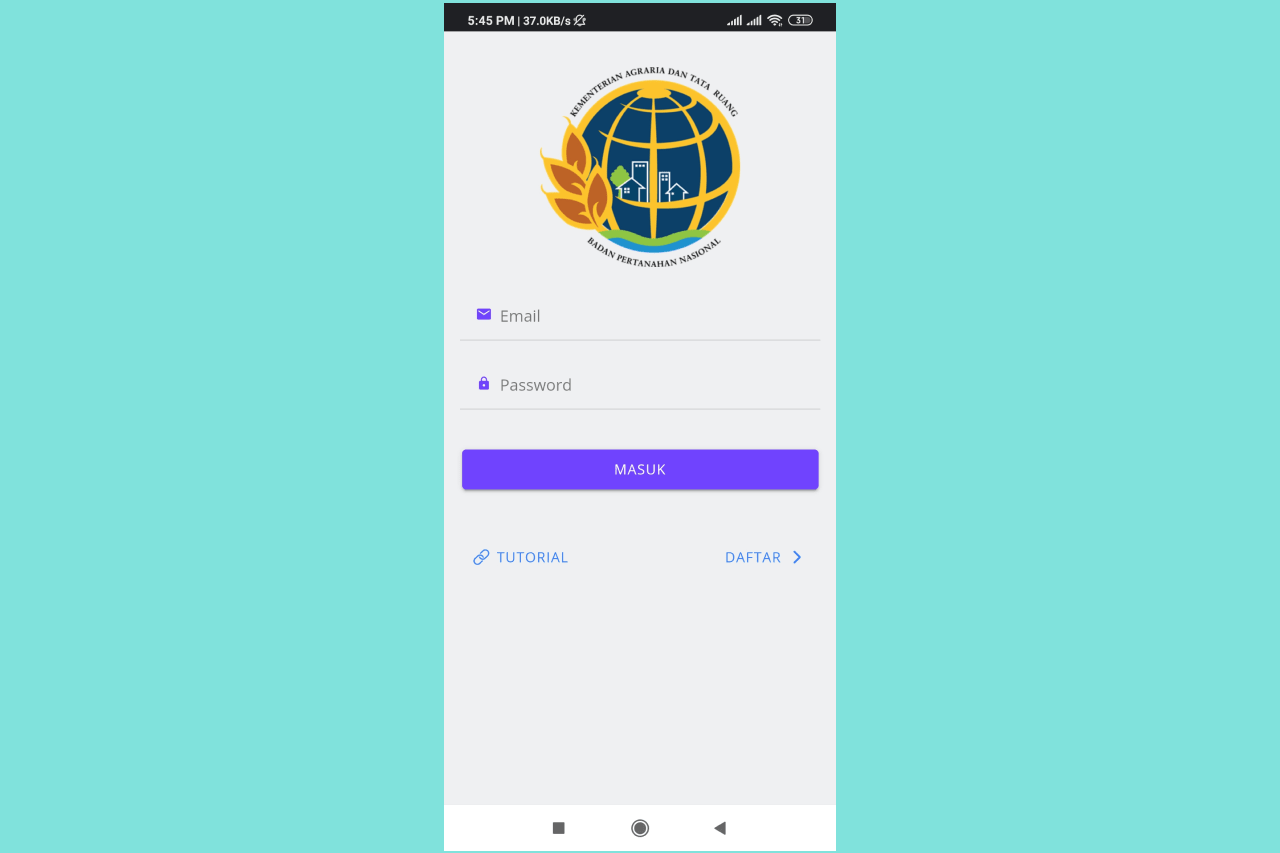 5:45 PM | 37.0KB/s
31
KEMENTERIAN AGRARIA DAN TATA RUANG
BADAN PERTANAHAN NASIONAL
Email
Password
MASUK
TUTORIAL
DAFTAR